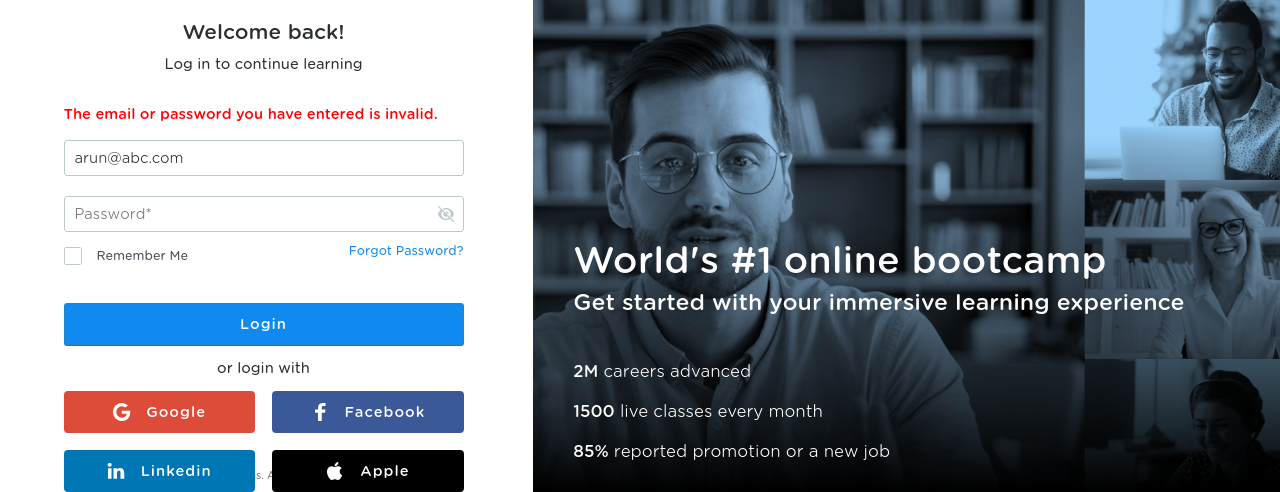 Welcome back!
Log in to continue learning
The email or password you have entered is invalid.
arun@abc.com
Password*
Remember Me
Forgot Password?
Login
or login with
Google
Facebook
Linkedin
Apple
World's #1 online bootcamp
Get started with your immersive learning experience
2M careers advanced
1500 live classes every month
85% reported promotion or a new job